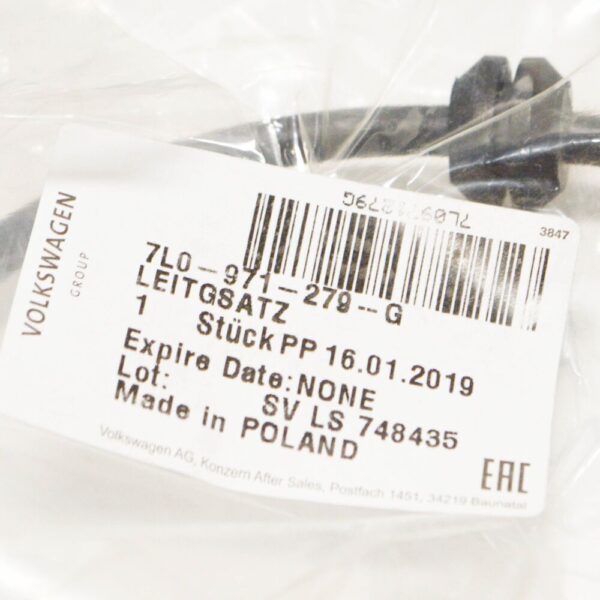 VOLKSWAGEN
GROUP
3847
7L0-971-279--G
LEITGSATZ
1 Stück PP 16.01.2019
Expire Date: NONE
Lot: SV LS 748435
Made in POLAND
Volkswagen AG, Konzern After Sales, Postfach 1451, 34219 Baunatal
EAC